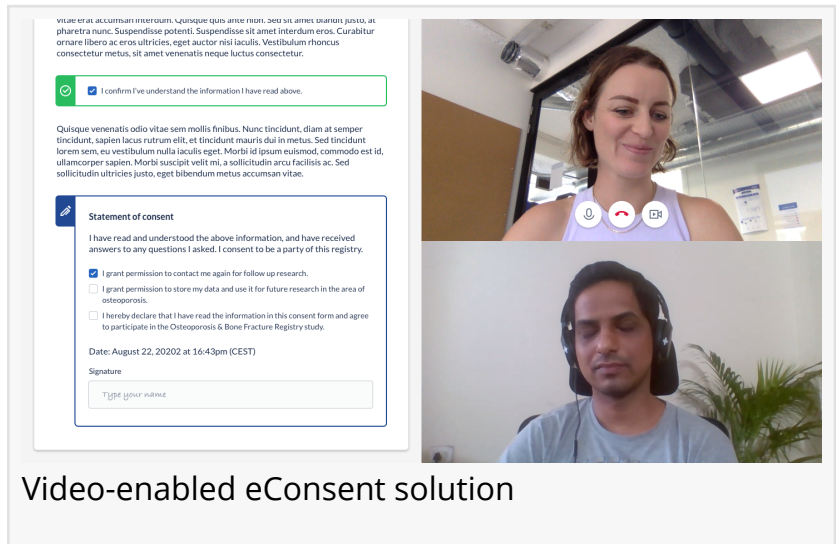 vitae erat accumsan interdum. Quisque quis ante nibh. Sed sit amet blandit justo, at
pharetra nunc. Suspendisse potenti. Suspendisse sit amet interdum eros. Curabitur
ornare libero ac eros ultricies, eget auctor nisi iaculis. Vestibulum rhoncus
consectetur metus, sit amet venenatis neque luctus consectetur.
I confirm I've understand the information I have read above.
Quisque venenatis odio vitae sem mollis finibus. Nunc tincidunt, diam at semper
tincidunt, sapien lacus rutrum elit, et tincidunt mauris dui in metus. Sed tincidunt
lorem sem, eu vestibulum nulla iaculis eget. Morbi id ipsum euismod, commodo est id,
ullamcorper sapien. Morbi suscipit velit mi, a sollicitudin arcu facilisis ac. Sed
sollicitudin ultricies justo, eget bibendum metus accumsan vitae.
Statement of consent
I have read and understood the above information, and have received
answers to any questions I asked. I consent to be a party of this registry.
I grant permission to contact me again for follow up research.
I grant permission to store my data and use it for future research in the area of
osteoporosis.
I hereby declare that I have read the information in this consent form and agree
to participate in the Osteoporosis & Bone Fracture Registry study.
Date: August 22, 20202 at 16:43pm (CEST)
Signature
Type your name
Video-enabled eConsent solution